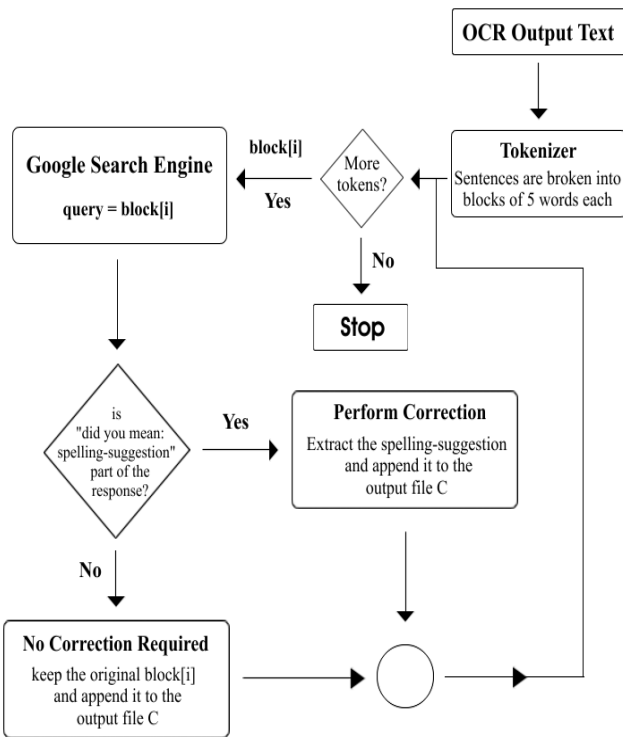 OCR Output Text
Tokenizer
Sentences are broken into
blocks of 5 words each
More
tokens?
block[i]
Yes
No
Stop
Google Search Engine
query = block[i]
is
"did you mean:
spelling-suggestion"
part of the
response?
Yes
Perform Correction
Extract the spelling-suggestion
and append it to the
output file C
No
No Correction Required
keep the original block[i]
and append it to the
output file C